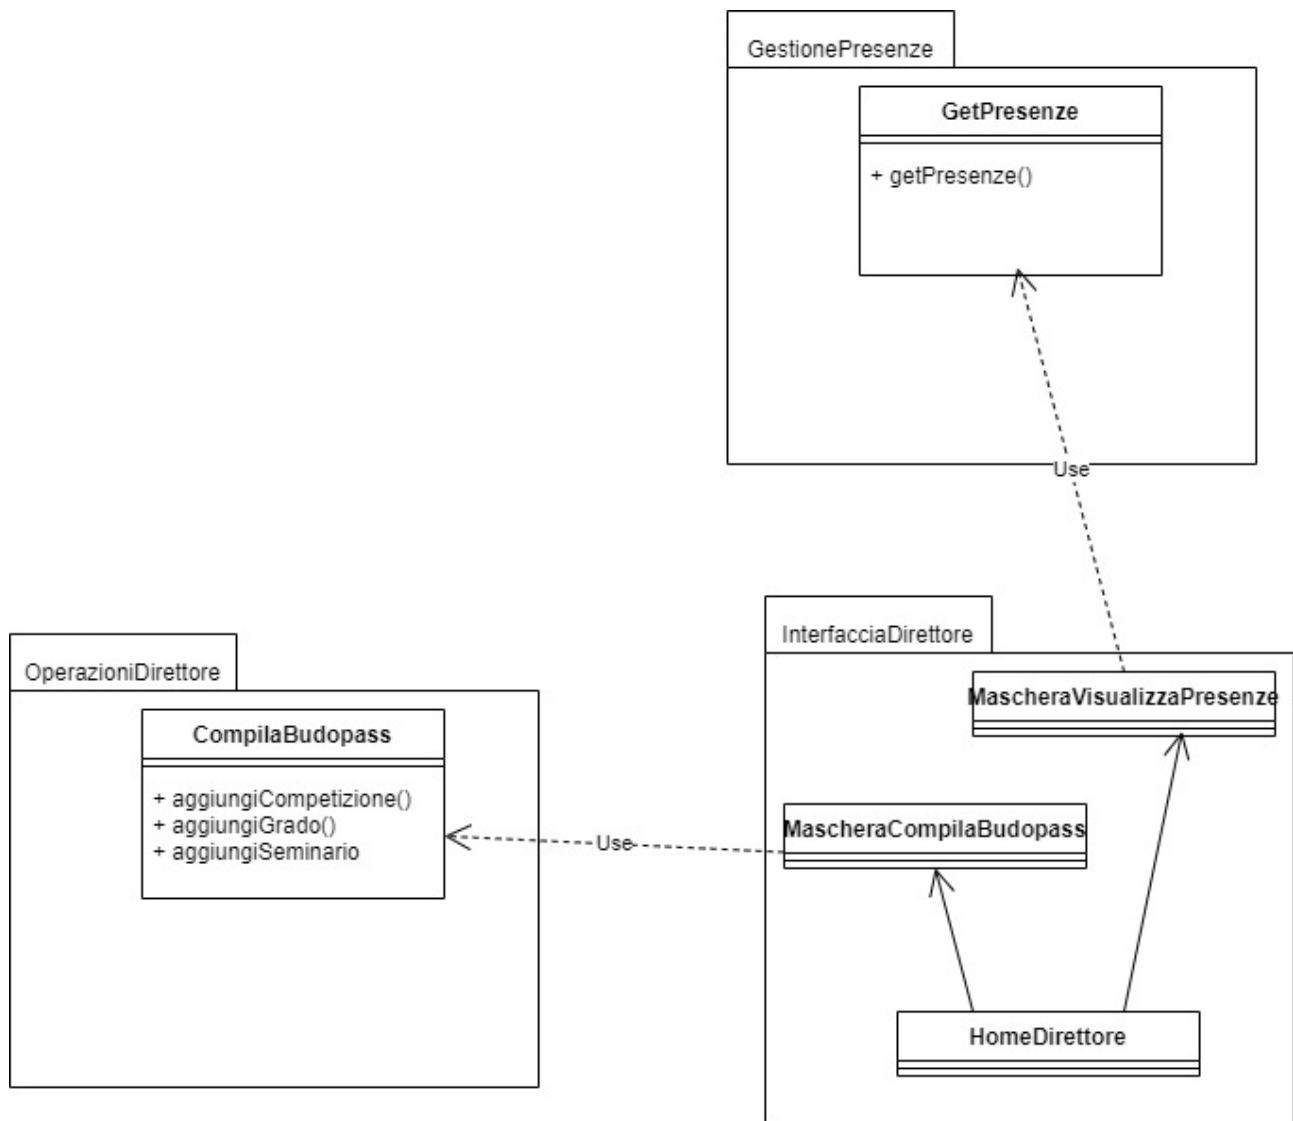 GestionePresenze
GetPresenze
+ getPresenze()
Use
InterfacciaDirettore
OperazioniDirettore
MascheraVisualizzaPresenze
CompilaBudopass
+ aggiungiCompetizione()
+ aggiungiGrado()
+ aggiungiSeminario
Use
MascheraCompilaBudopass
HomeDirettore